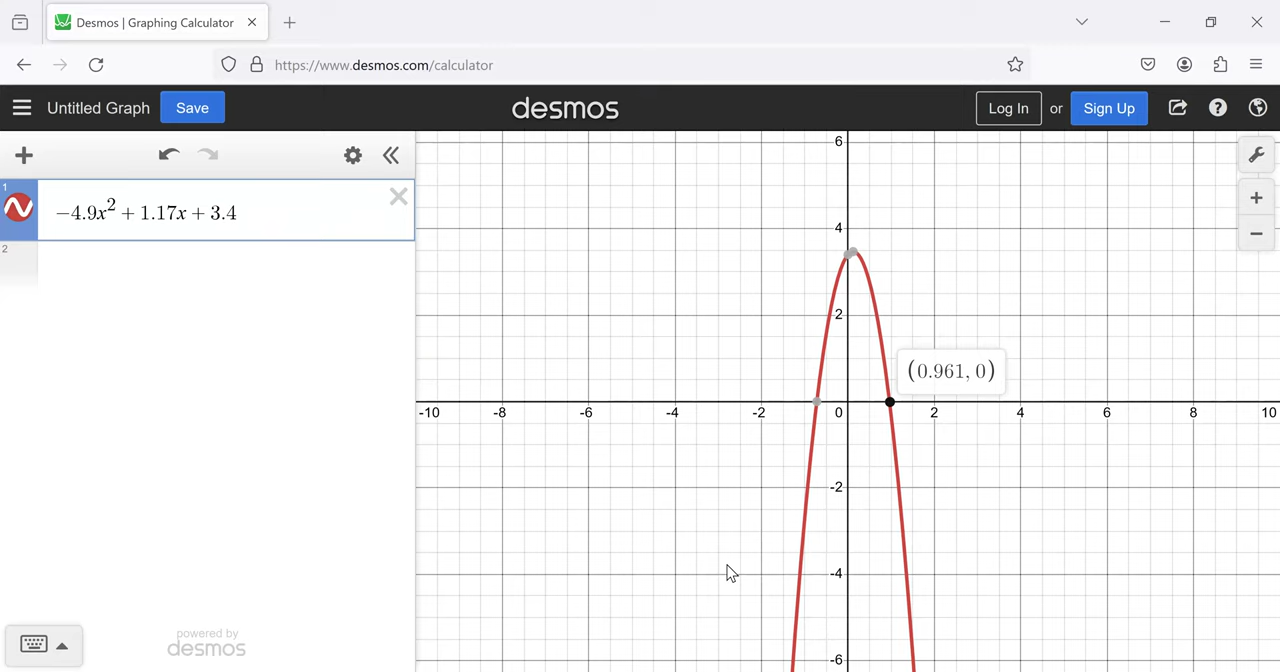 Desmos | Graphing Calculator
https://www.desmos.com/calculator
Untitled Graph
Save
desmos
Log In or Sign Up
1
−4.9x² + 1.17x + 3.4
2
6
4
2
(0.961, 0)
-10 -8 -6 -4 -2 0 2 4 6 8 10
-2
-4
-6
powered by
desmos